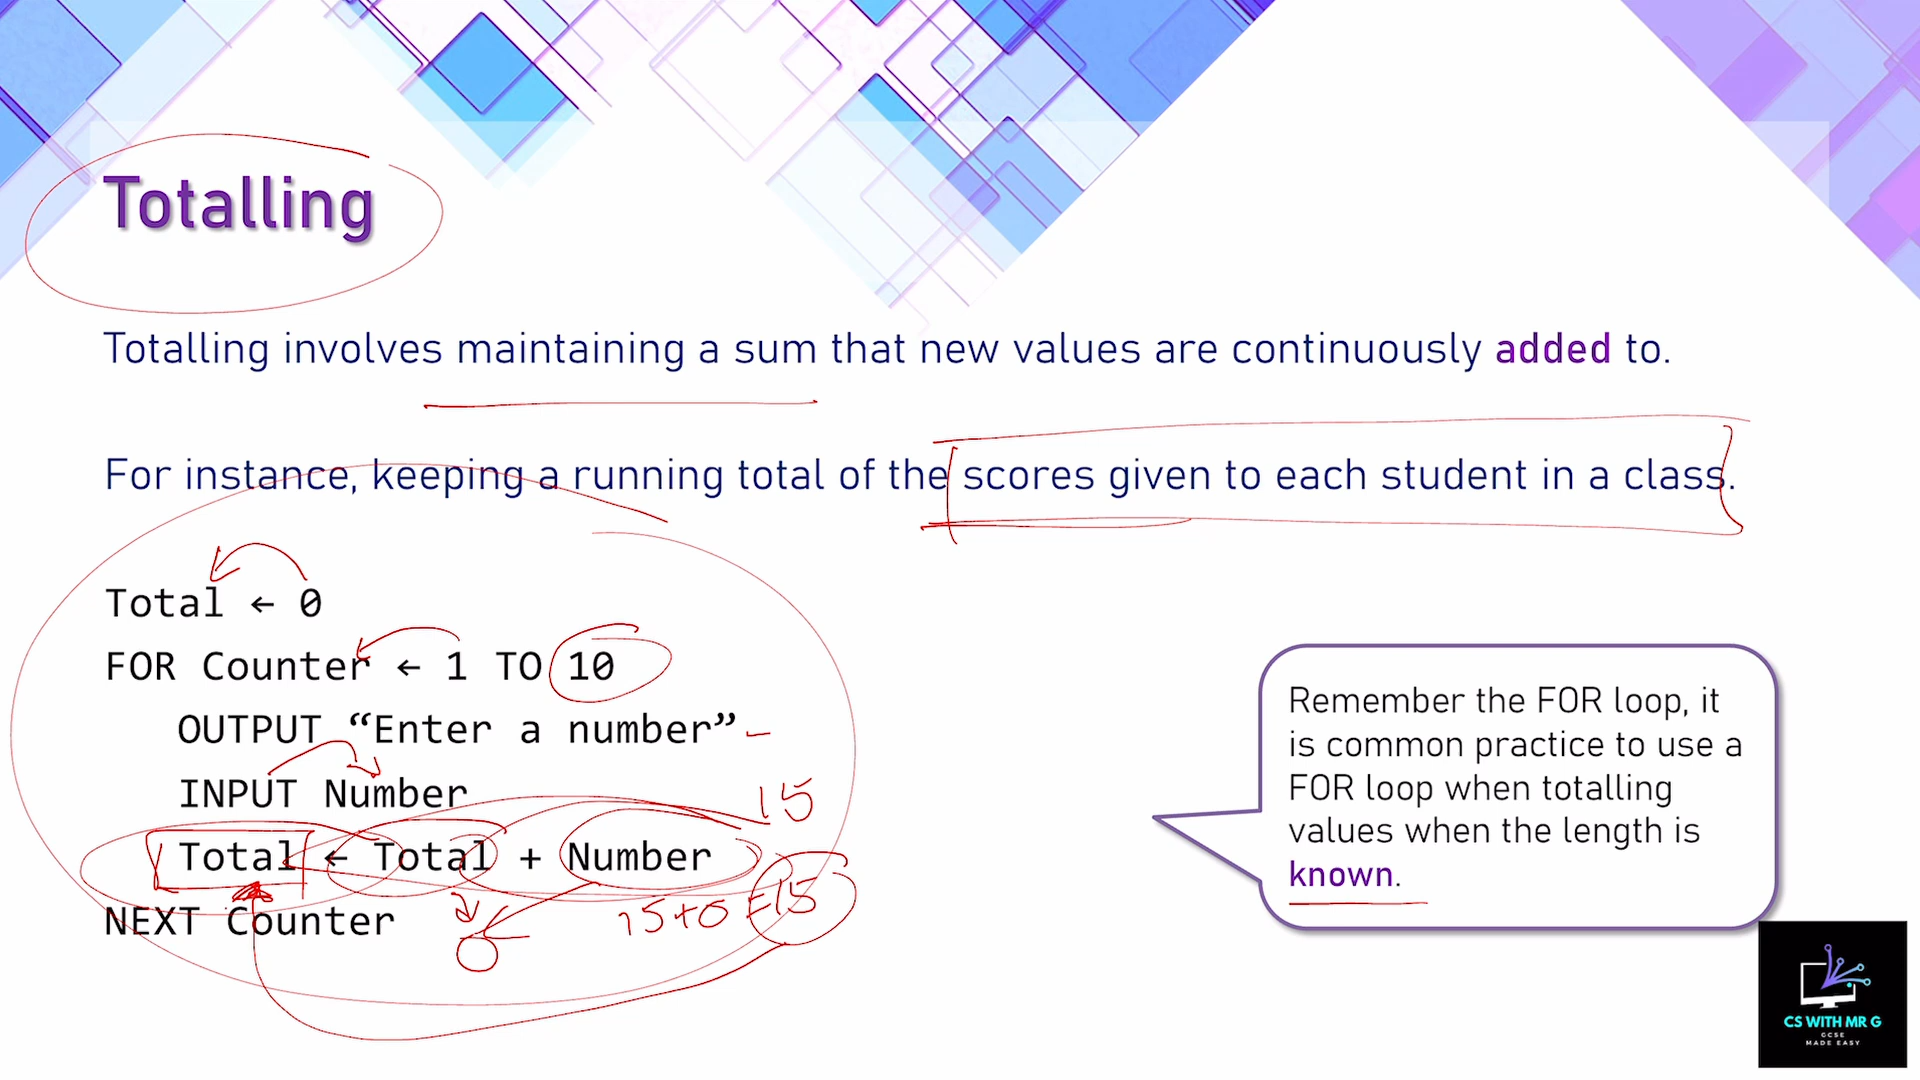 Totalling
Totalling involves maintaining a sum that new values are continuously added to.
For instance, keeping a running total of the scores given to each student in a class.
Total ← 0
FOR Counter ← 1 TO 10
OUTPUT “Enter a number”
INPUT Number
15
Total ← Total + Number
NEXT Counter
0
15+0 =15
Remember the FOR loop, it
is common practice to use a
FOR loop when totalling
values when the length is
known.
CS WITH MR G
GCSE
MADE EASY